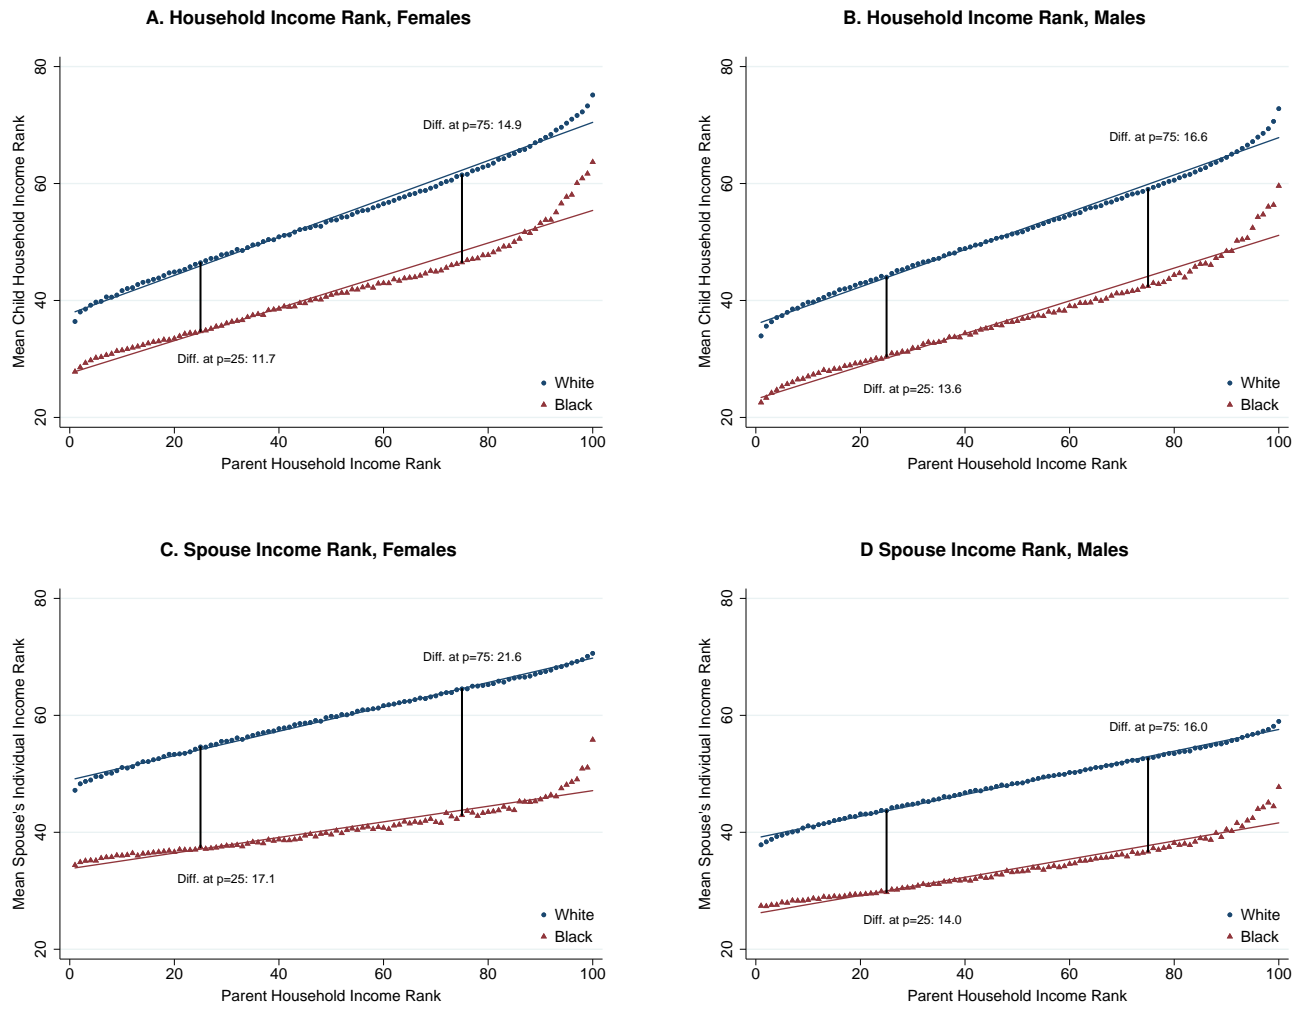 A. Household Income Rank, Females
Mean Child Household Income Rank
80
60
40
20
Diff. at p=75: 14.9
Diff. at p=25: 11.7
White
Black
0 20 40 60 80 100
Parent Household Income Rank
B. Household Income Rank, Males
Mean Child Household Income Rank
80
60
40
20
Diff. at p=75: 16.6
Diff. at p=25: 13.6
White
Black
0 20 40 60 80 100
Parent Household Income Rank
C. Spouse Income Rank, Females
Mean Spouse's Individual Income Rank
80
60
40
20
Diff. at p=75: 21.6
Diff. at p=25: 17.1
White
Black
0 20 40 60 80 100
Parent Household Income Rank
D Spouse Income Rank, Males
Mean Spouse's Individual Income Rank
80
60
40
20
Diff. at p=75: 16.0
Diff. at p=25: 14.0
White
Black
0 20 40 60 80 100
Parent Household Income Rank